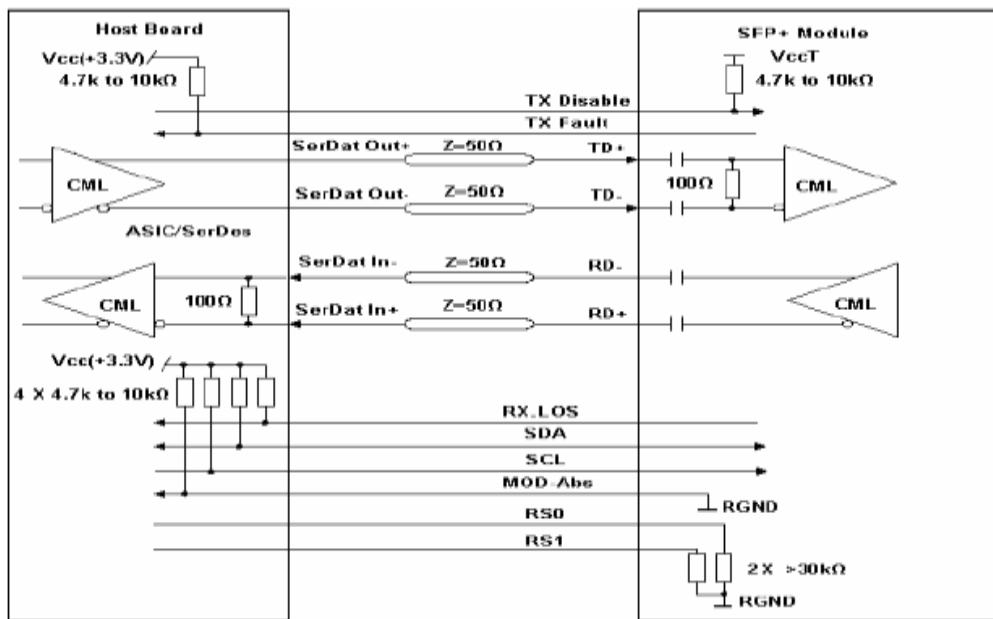 Host Board
SFP+ Module
Vcc(+3.3V)
4.7k to 10kΩ
VccT
4.7k to 10kΩ
TX Disable
TX Fault
SerDat Out+
Z=50Ω
TD+
CML
100Ω
CML
SerDat Out-
Z=50Ω
TD-
ASIC/SerDes
SerDat In-
Z=50Ω
RD-
CML
100Ω
CML
SerDat In+
Z=50Ω
RD+
Vcc(+3.3V)
4 X 4.7k to 10kΩ
RX.LOS
SDA
SCL
MOD-Abs
RGND
RS0
RS1
2 X >30kΩ
RGND